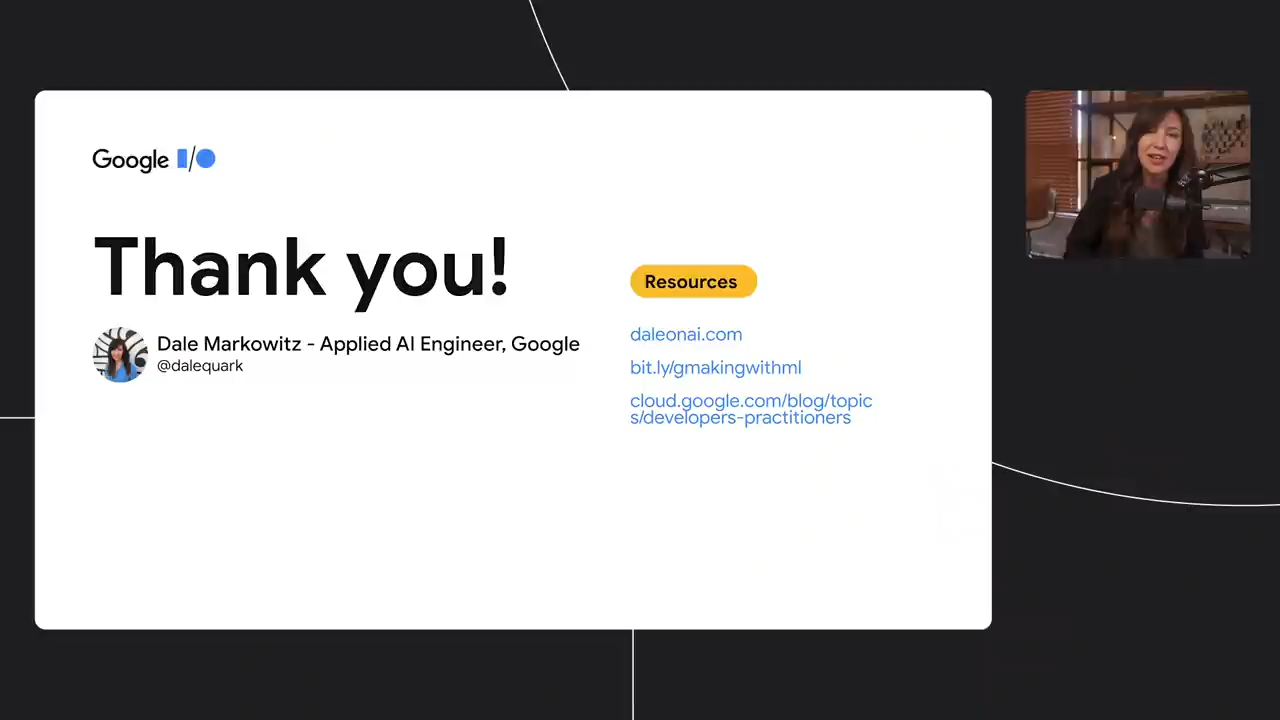 Google I/O
Thank you!
Dale Markowitz - Applied AI Engineer, Google
@dalequark
Resources
daleonai.com
bit.ly/gmakingwithml
cloud.google.com/blog/topic
s/developers-practitioners